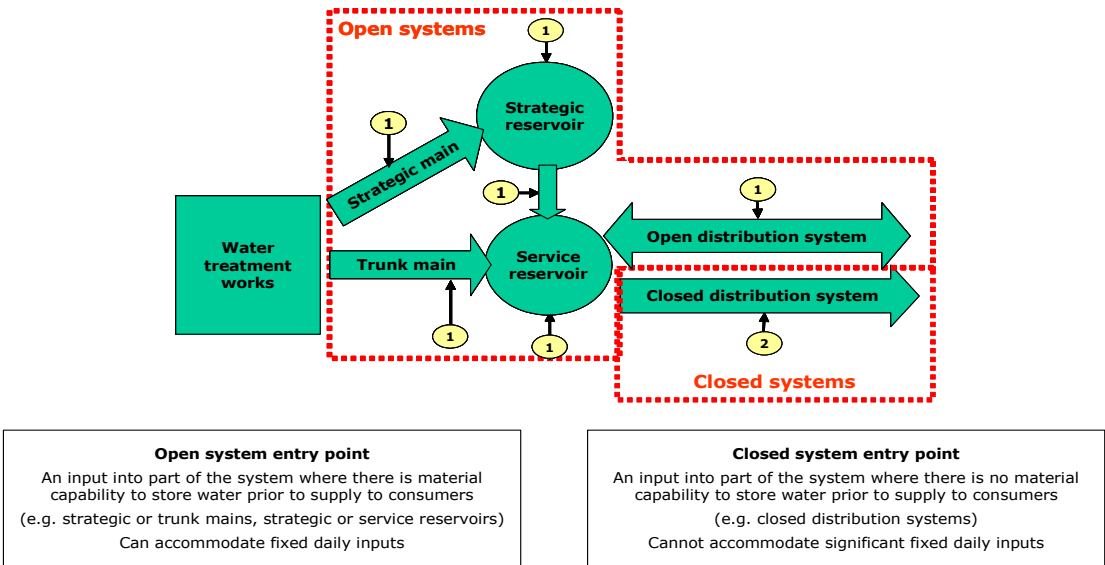 Open systems
1
Strategic
reservoir
1
Strategic main
1
1
Water
treatment
works
Trunk main
Service
reservoir
Open distribution system
Closed distribution system
1
1
2
Closed systems
Open system entry point
An input into part of the system where there is material
capability to store water prior to supply to consumers
(e.g. strategic or trunk mains, strategic or service reservoirs)
Can accommodate fixed daily inputs
Closed system entry point
An input into part of the system where there is no material
capability to store water prior to supply to consumers
(e.g. closed distribution systems)
Cannot accommodate significant fixed daily inputs